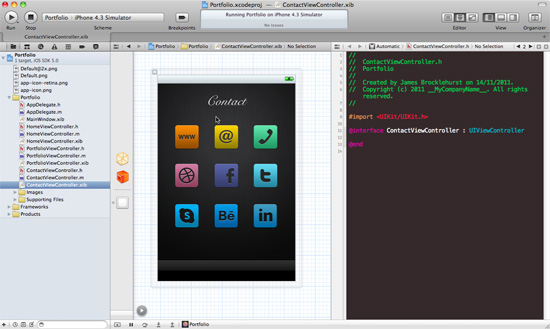 Portfolio.xcodeproj — ContactViewController.xib
Running Portfolio on iPhone 4.3 Simulator
No Issues
Run
Stop
Scheme
Breakpoints
Editor
View
Organizer
ContactViewController.xib
Portfolio
Portfolio
ContactViewController.xib
No Selection
Automatic
ContactViewController.h
No Selection
Portfolio
1 target, iOS SDK 5.0
Default@2x.png
Default.png
app-icon-retina.png
app-icon.png
Portfolio
AppDelegate.h
AppDelegate.m
MainWindow.xib
HomeViewController.h
HomeViewController.m
HomeViewController.xib
PortfolioViewController.h
PortfolioViewController.m
PortfolioViewController.xib
ContactViewController.h
ContactViewController.m
ContactViewController.xib
Images
Supporting Files
Frameworks
Products
Contact
WWW
@
f
t
S
Bē
in
//
// ContactViewController.h
// Portfolio
//
// Created by James Brocklehurst on 14/11/2011.
// Copyright (c) 2011 __MyCompanyName__. All rights
reserved.
//
#import <UIKit/UIKit.h>
@interface ContactViewController : UIViewController
@end
Portfolio